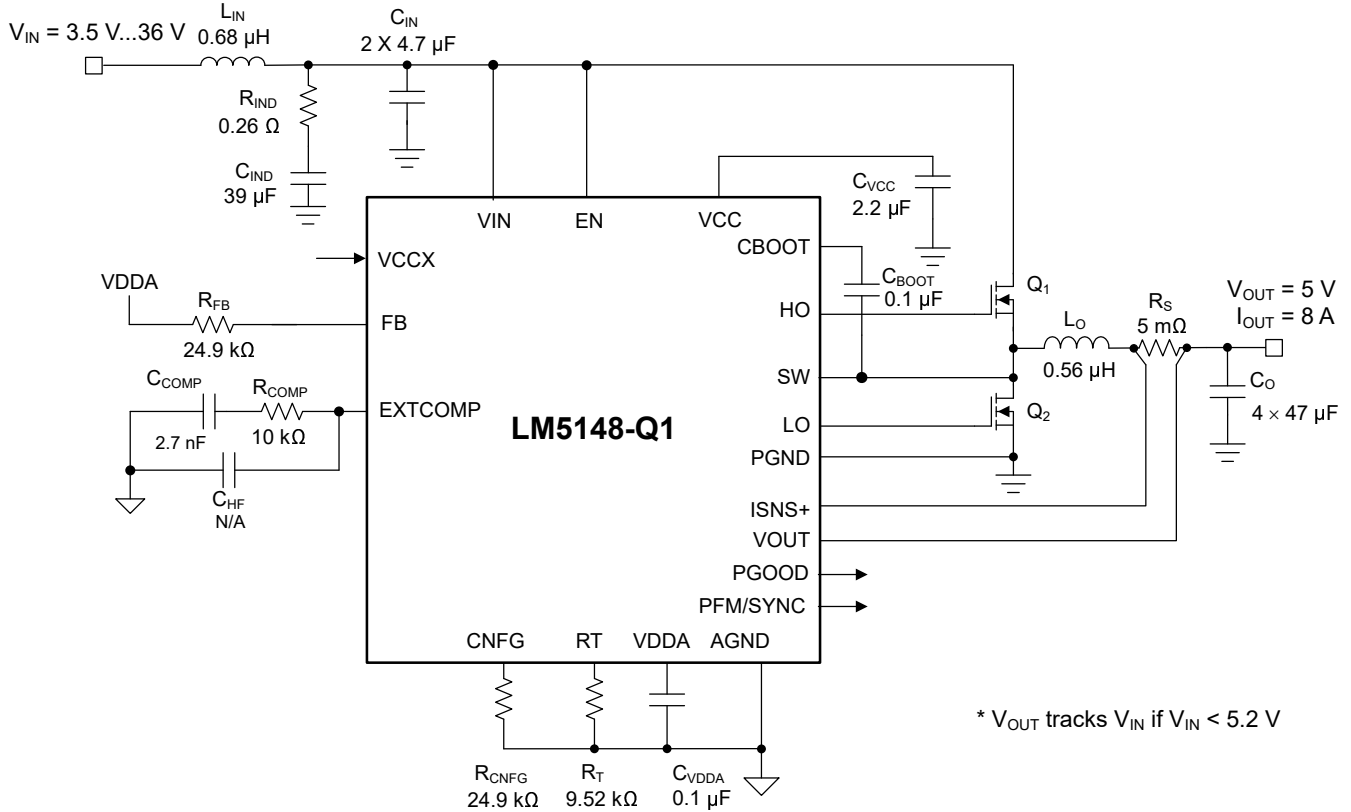 V_IN = 3.5 V...36 V
L_IN
0.68 µH
C_IN
2 X 4.7 µF
R_IND
0.26 Ω
C_IND
39 µF
VIN
EN
VCC
C_VCC
2.2 µF
VCCX
CBOOT
VDDA
R_FB
24.9 kΩ
FB
C_BOOT
0.1 µF
HO
Q_1
V_OUT = 5 V
I_OUT = 8 A
L_O
0.56 µH
R_S
5 mΩ
C_COMP
2.7 nF
R_COMP
10 kΩ
EXTCOMP
LM5148-Q1
SW
C_O
4 × 47 µF
LO
Q_2
PGND
C_HF
N/A
ISNS+
VOUT
PGOOD
PFM/SYNC
CNFG
RT
VDDA
AGND
* V_OUT tracks V_IN if V_IN < 5.2 V
R_CNFG
24.9 kΩ
R_T
9.52 kΩ
C_VDDA
0.1 µF